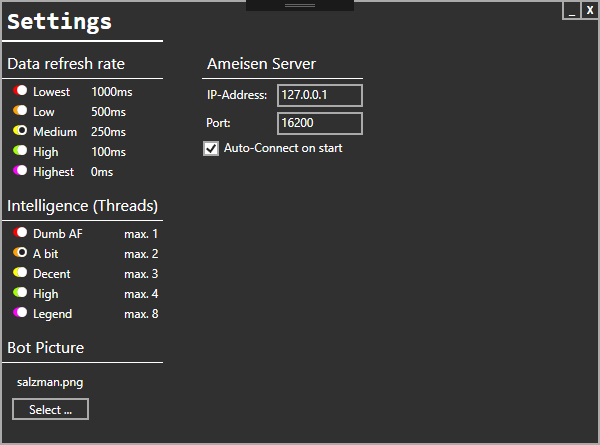 Settings
_ X
Data refresh rate
Lowest 1000ms
Low 500ms
Medium 250ms
High 100ms
Highest 0ms
Intelligence (Threads)
Dumb AF max. 1
A bit max. 2
Decent max. 3
High max. 4
Legend max. 8
Bot Picture
salzman.png
Select ...
Ameisen Server
IP-Address: 127.0.0.1
Port: 16200
Auto-Connect on start